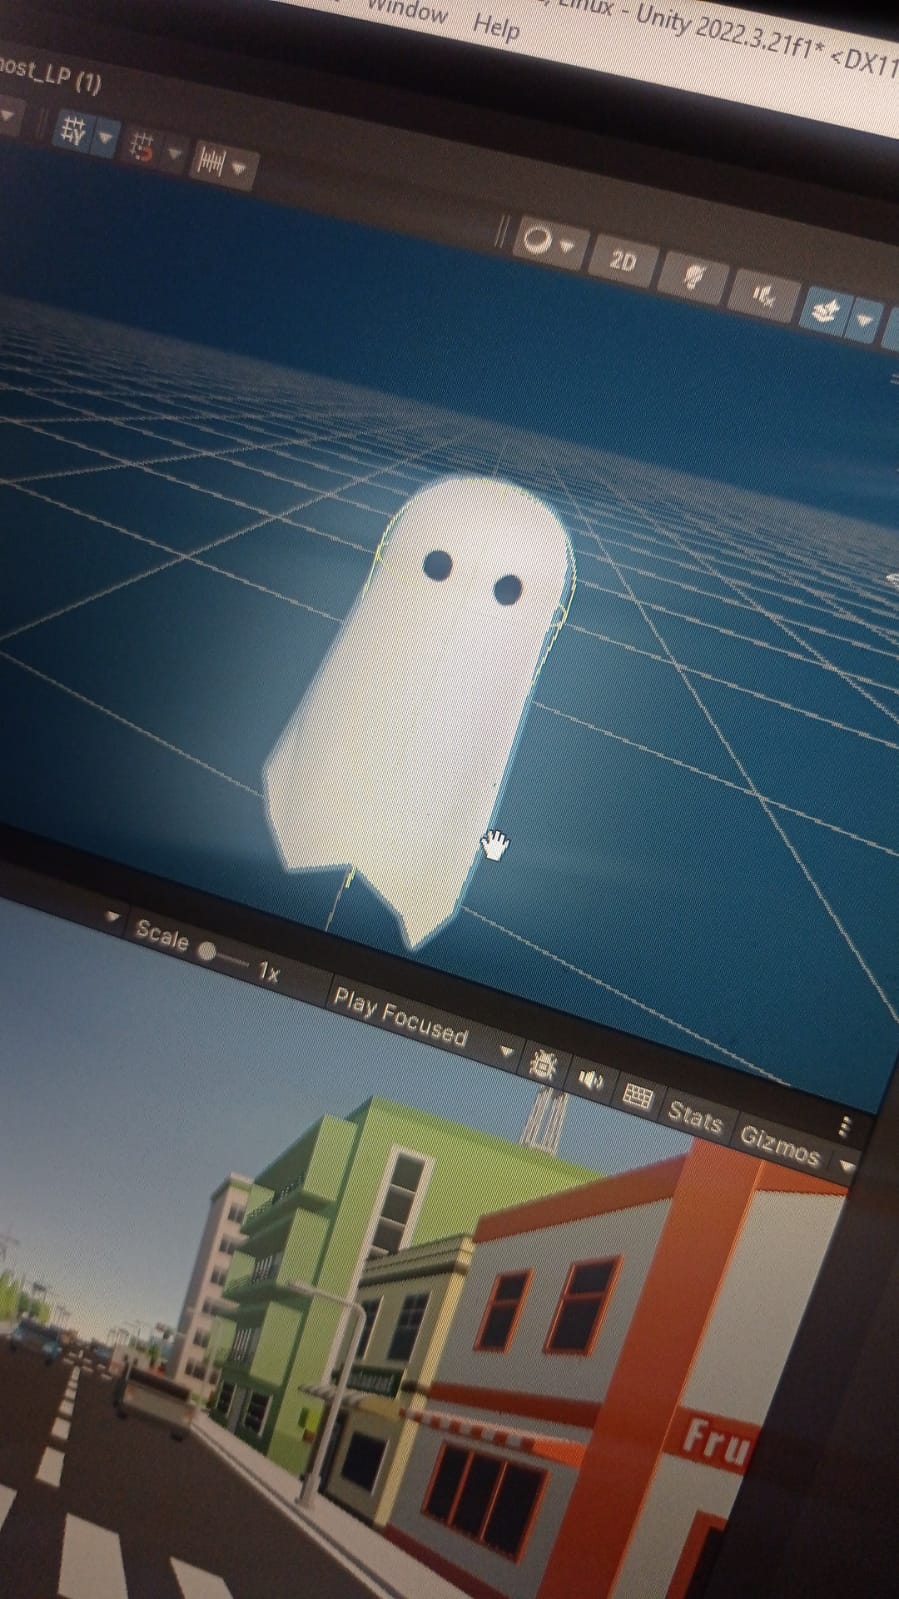 Window Help Linux - Unity 2022.3.21f1* <DX11
ost_LP (1)
2D
Scale 1x Play Focused Stats Gizmos
Fru